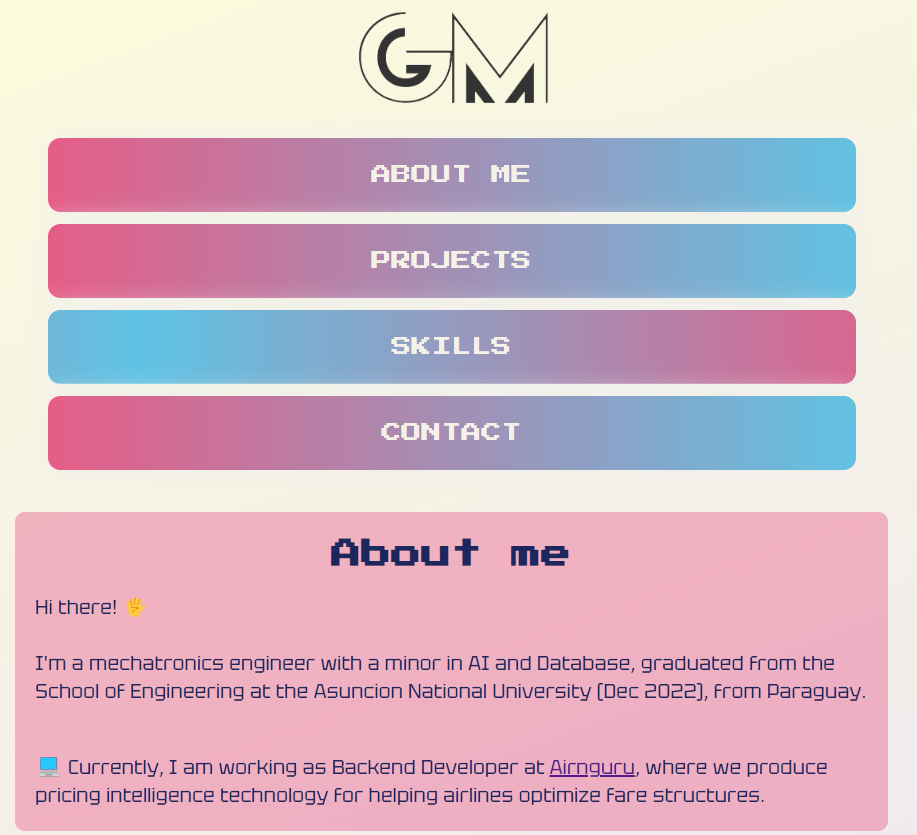 GM
ABOUT ME
PROJECTS
SKILLS
CONTACT
About me
Hi there! 👋
I'm a mechatronics engineer with a minor in AI and Database, graduated from the
School of Engineering at the Asuncion National University (Dec 2022), from Paraguay.
💻 Currently, I am working as Backend Developer at Airnguru, where we produce
pricing intelligence technology for helping airlines optimize fare structures.